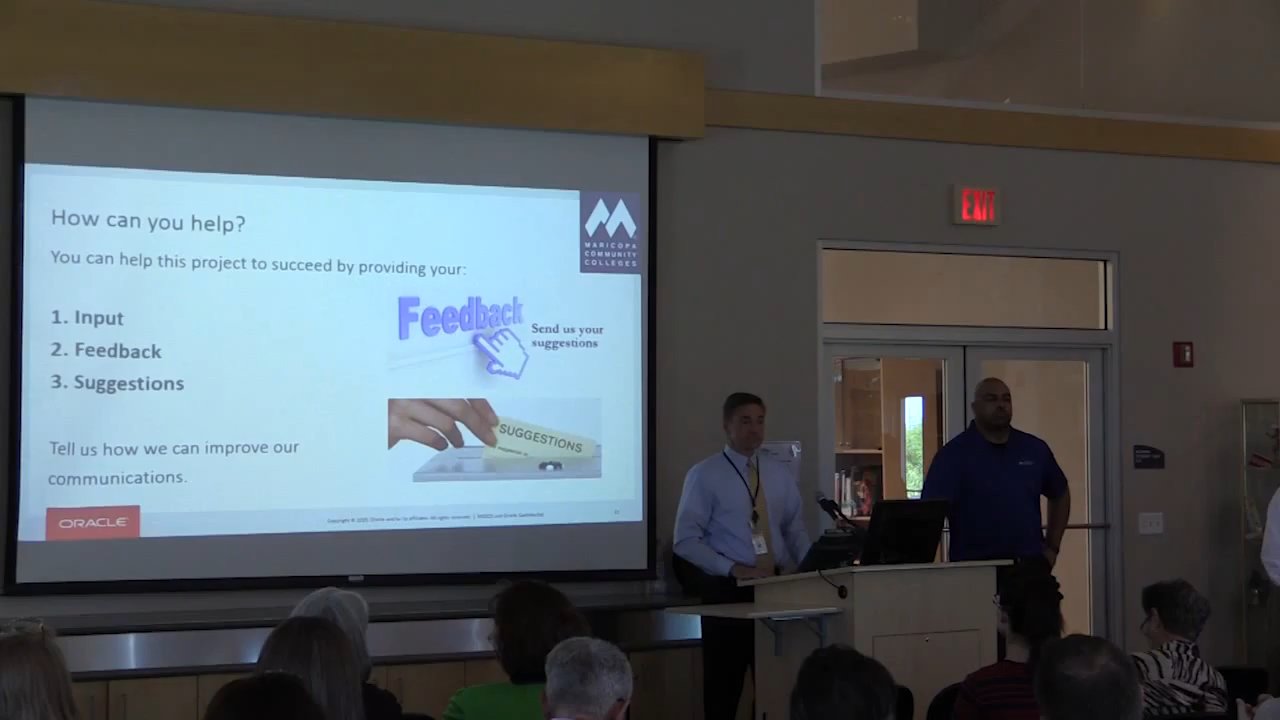 How can you help?
You can help this project to succeed by providing your:
1. Input
2. Feedback
3. Suggestions
Tell us how we can improve our
communications.
MARICOPA
COMMUNITY
COLLEGES
Feedback
Send us your
suggestions
SUGGESTIONS
ORACLE
EXIT